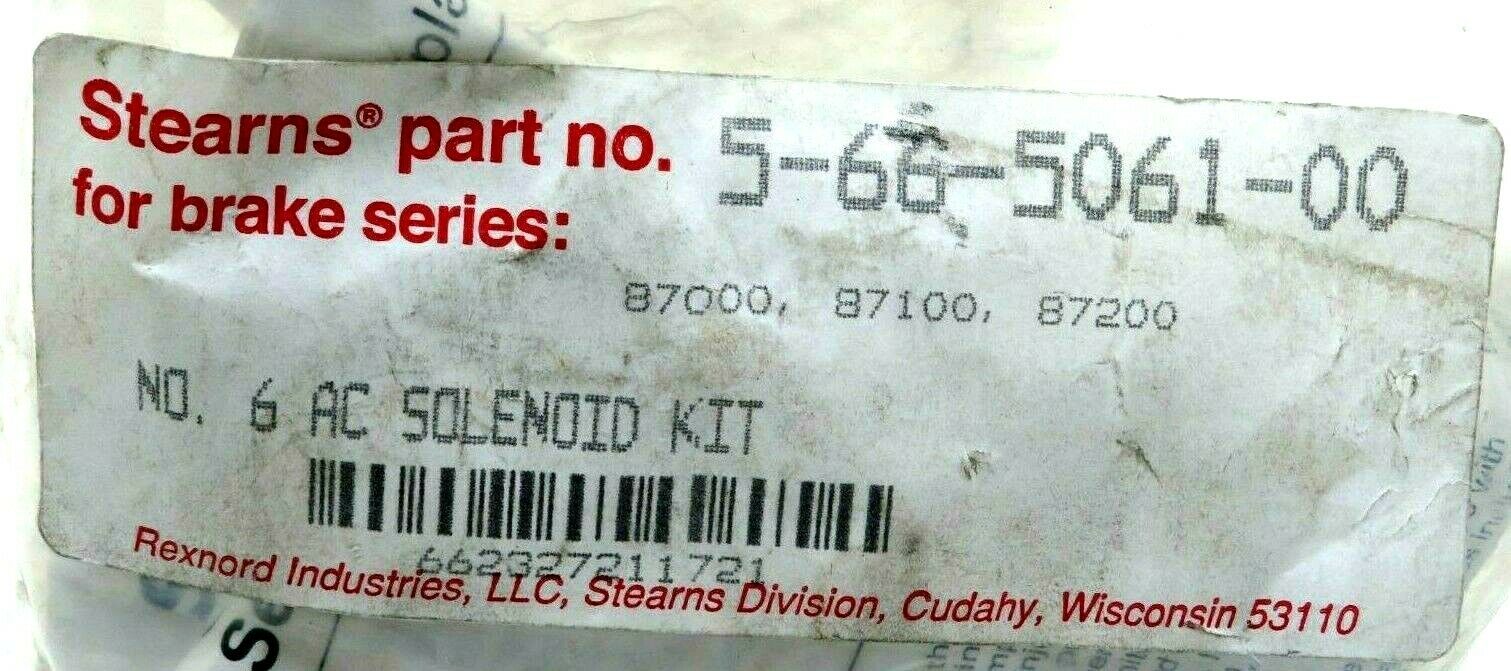 Stearns® part no. 5-66-5061-00
for brake series:
87000, 87100, 87200
NO. 6 AC SOLENOID KIT
662327211721
Rexnord Industries, LLC, Stearns Division, Cudahy, Wisconsin 53110